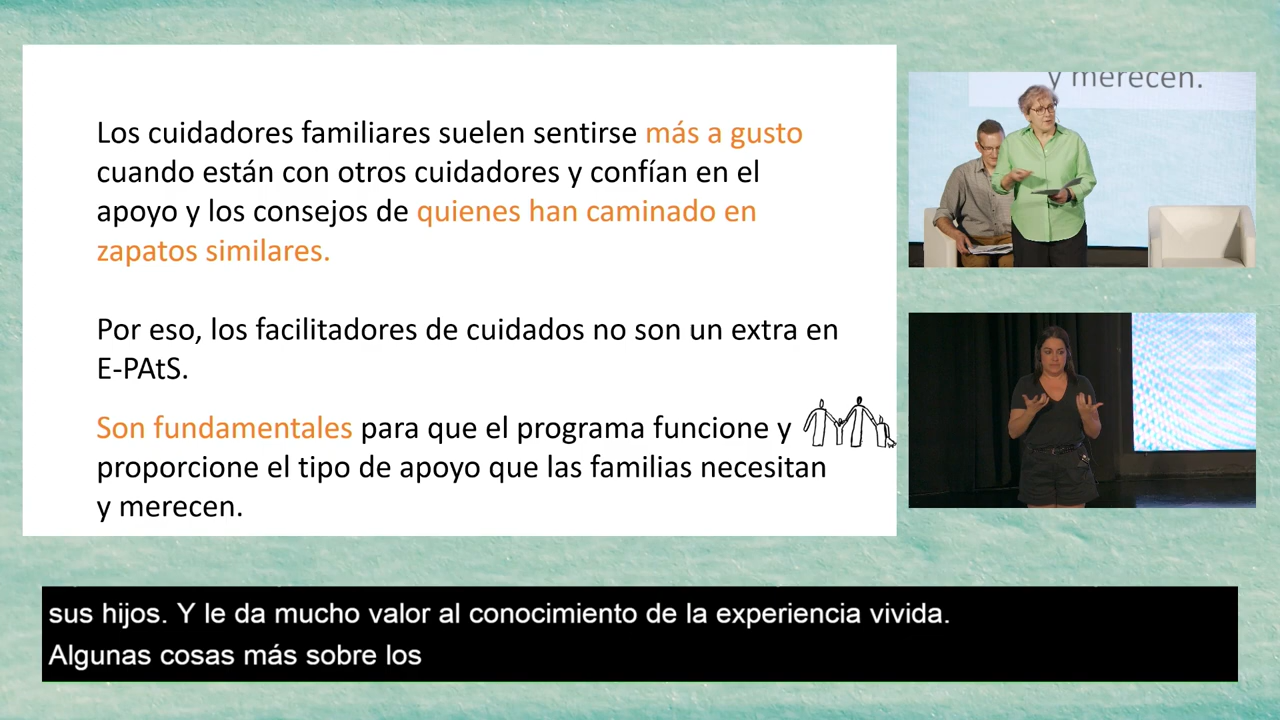 Los cuidadores familiares suelen sentirse más a gusto
cuando están con otros cuidadores y confían en el
apoyo y los consejos de quienes han caminado en
zapatos similares.
Por eso, los facilitadores de cuidados no son un extra en
E-PAtS.
Son fundamentales para que el programa funcione y
proporcione el tipo de apoyo que las familias necesitan
y merecen.
y merecen.
sus hijos. Y le da mucho valor al conocimiento de la experiencia vivida.
Algunas cosas más sobre los